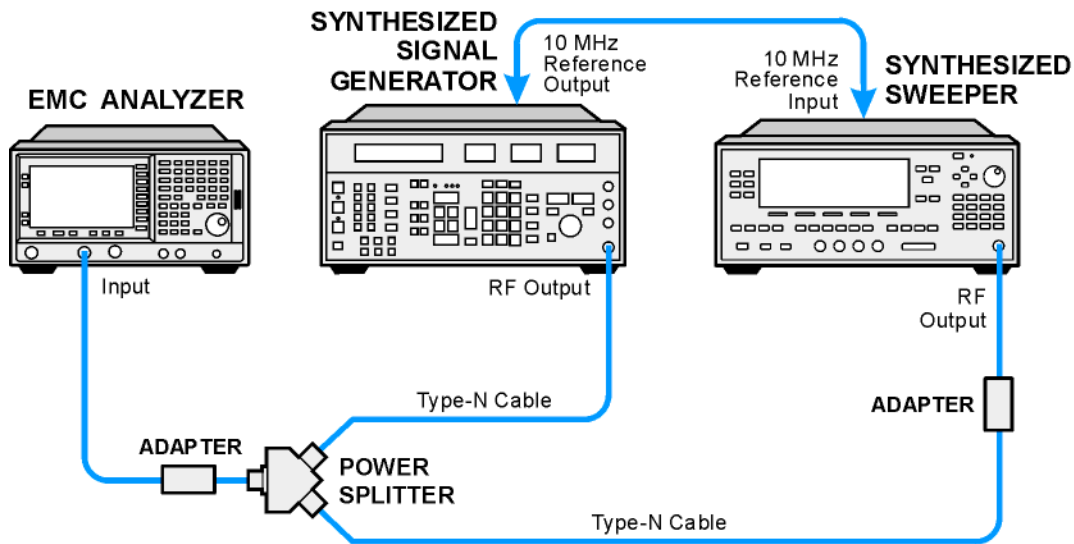 SYNTHESIZED
SIGNAL
GENERATOR
10 MHz
Reference
Output
10 MHz
Reference
Input
SYNTHESIZED
SWEEPER
EMC ANALYZER
Input
RF Output
RF
Output
Type-N Cable
ADAPTER
ADAPTER
POWER
SPLITTER
Type-N Cable